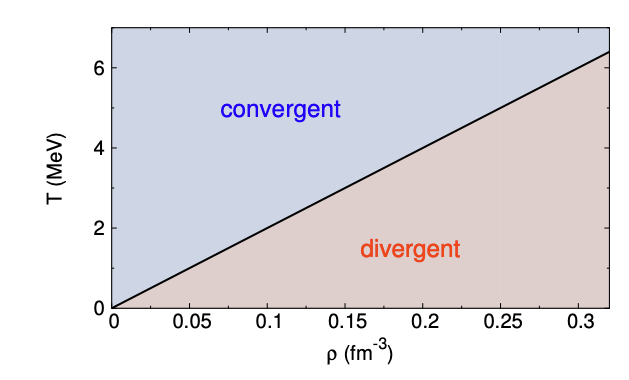 6
convergent
T (MeV)
4
2
divergent
0
0 0.05 0.1 0.15 0.2 0.25 0.3
ρ (fm-3)